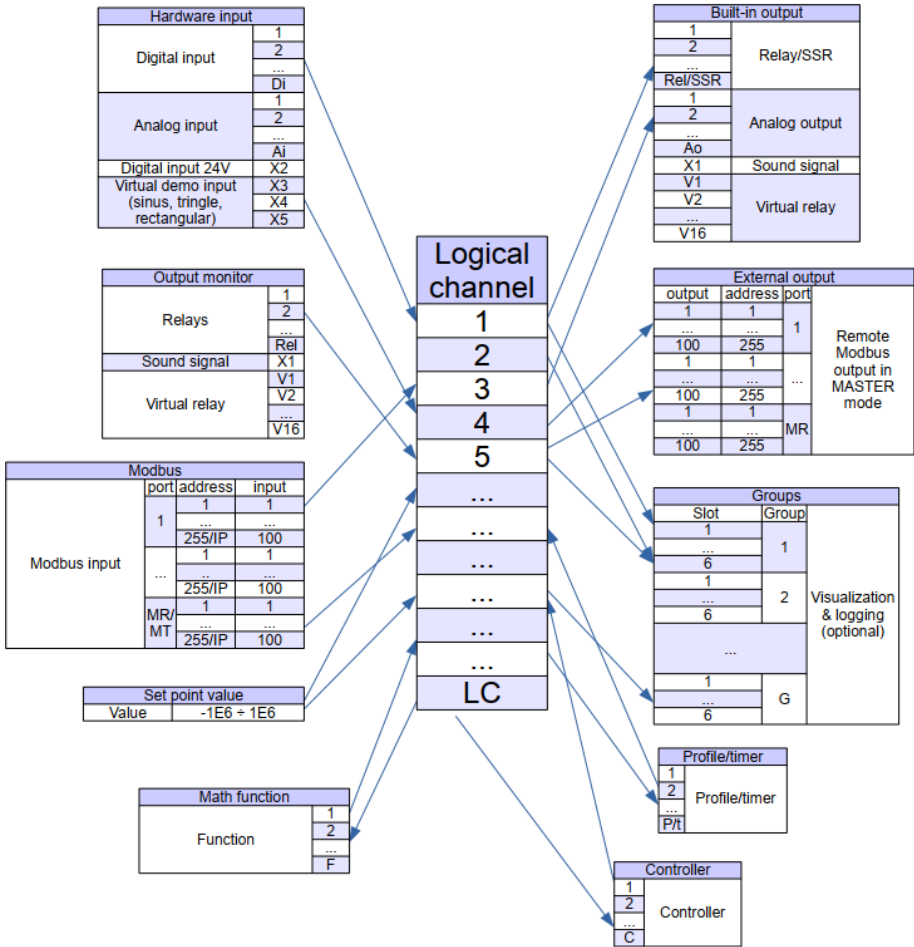 Hardware input
Digital input
1
2
...
Di
Analog input
1
2
...
Ai
Digital input 24V
X2
Virtual demo input
(sinus, tringle,
rectangular)
X3
X4
X5
Output monitor
Relays
1
2
...
Rel
Sound signal
X1
Virtual relay
V1
V2
...
V16
Modbus
Modbus input
port address input
1
1 1
... ...
255/IP 100
...
1 1
.. ...
255/IP 100
MR/
MT
1 1
... ...
255/IP 100
Set point value
Value -1E6 ÷ 1E6
Math function
Function
1
2
...
F
Logical
channel
1
2
3
4
5
...
...
...
...
...
...
LC
Built-in output
1
2
...
Rel/SSR
Relay/SSR
1
2
...
Ao
Analog output
X1
Sound signal
V1
V2
...
V16
Virtual relay
External output
output address port
1 1
... ...
100 255
1
1 1
... ...
100 255
...
1 1
... ...
100 255
MR
Remote
Modbus
output in
MASTER
mode
Groups
Slot Group
1
...
6
1
1
...
6
2
...
1
...
6
G
Visualization
& logging
(optional)
Profile/timer
1
2
...
P/t
Profile/timer
Controller
1
2
...
C
Controller